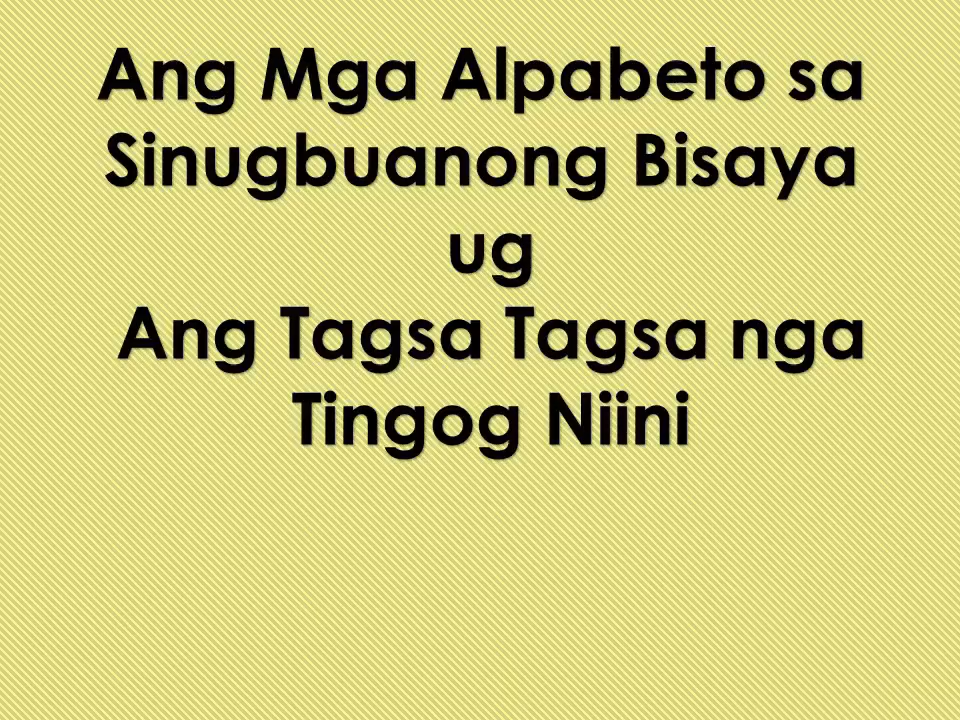 Ang Mga Alpabeto sa
Sinugbuanong Bisaya
ug
Ang Tagsa Tagsa nga
Tingog Niini